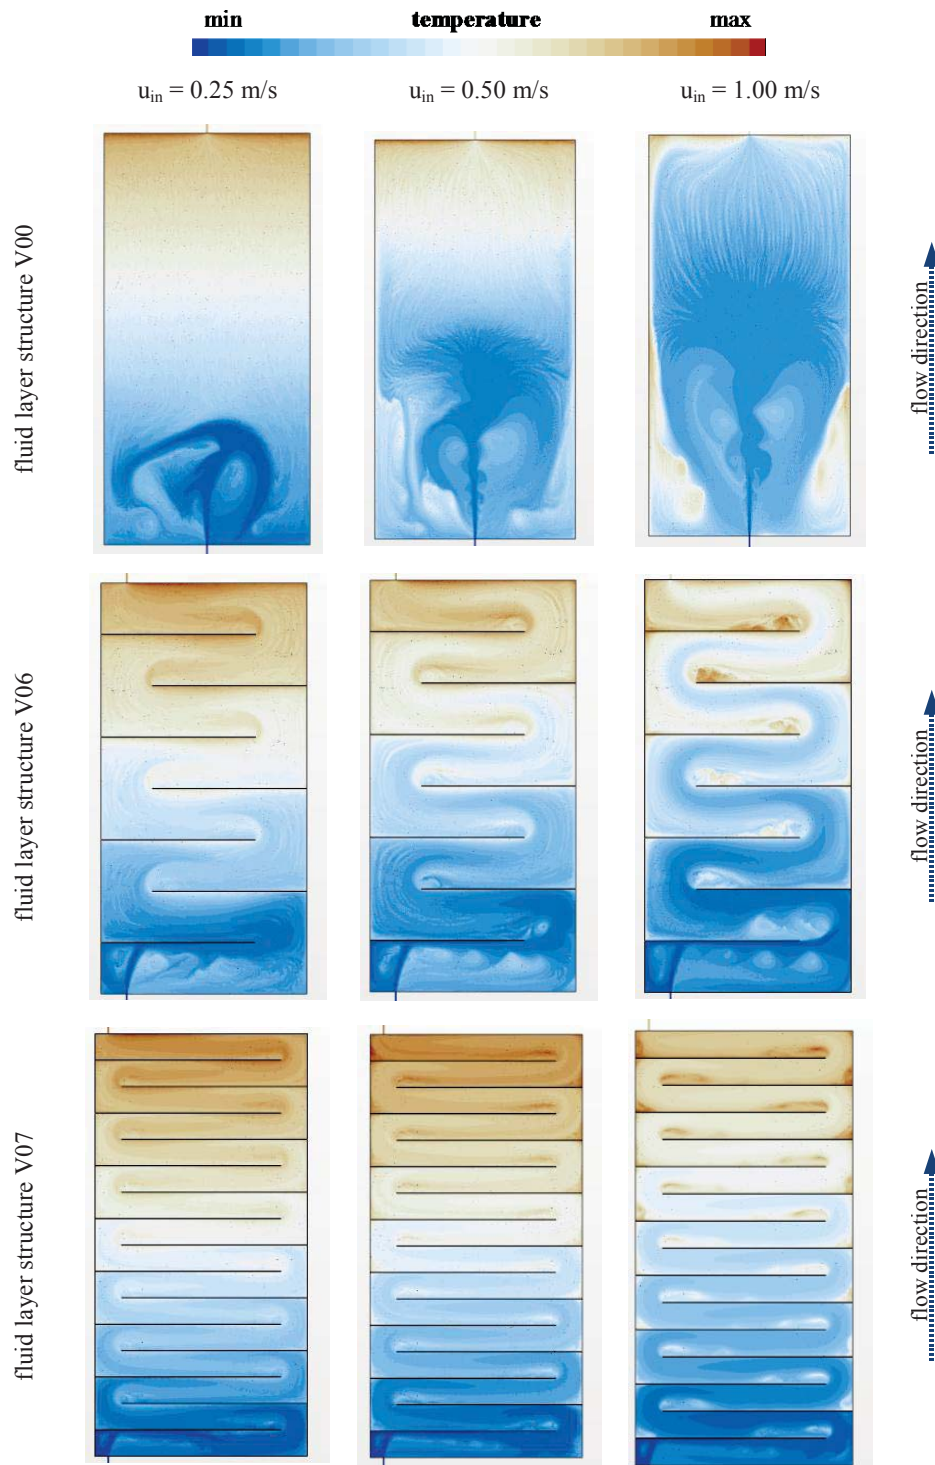 min temperature max
uin = 0.25 m/s uin = 0.50 m/s uin = 1.00 m/s
fluid layer structure V00
flow direction
fluid layer structure V06
flow direction
fluid layer structure V07
flow direction